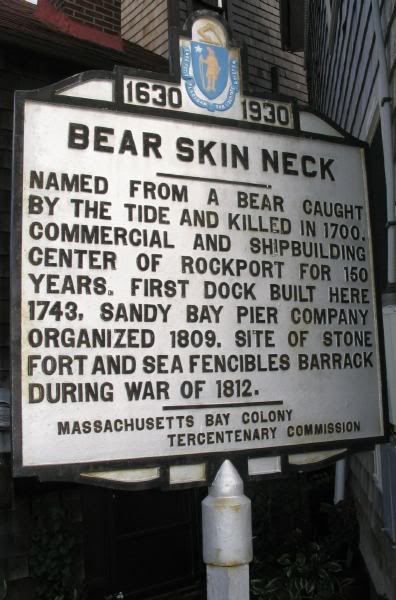 1630 1930
BEAR SKIN NECK
NAMED FROM A BEAR CAUGHT
BY THE TIDE AND KILLED IN 1700.
COMMERCIAL AND SHIPBUILDING
CENTER OF ROCKPORT FOR 150
YEARS. FIRST DOCK BUILT HERE
1743, SANDY BAY PIER COMPANY
ORGANIZED 1809. SITE OF STONE
FORT AND SEA FENCIBLES BARRACK
DURING WAR OF 1812.
MASSACHUSETTS BAY COLONY
TERCENTENARY COMMISSION